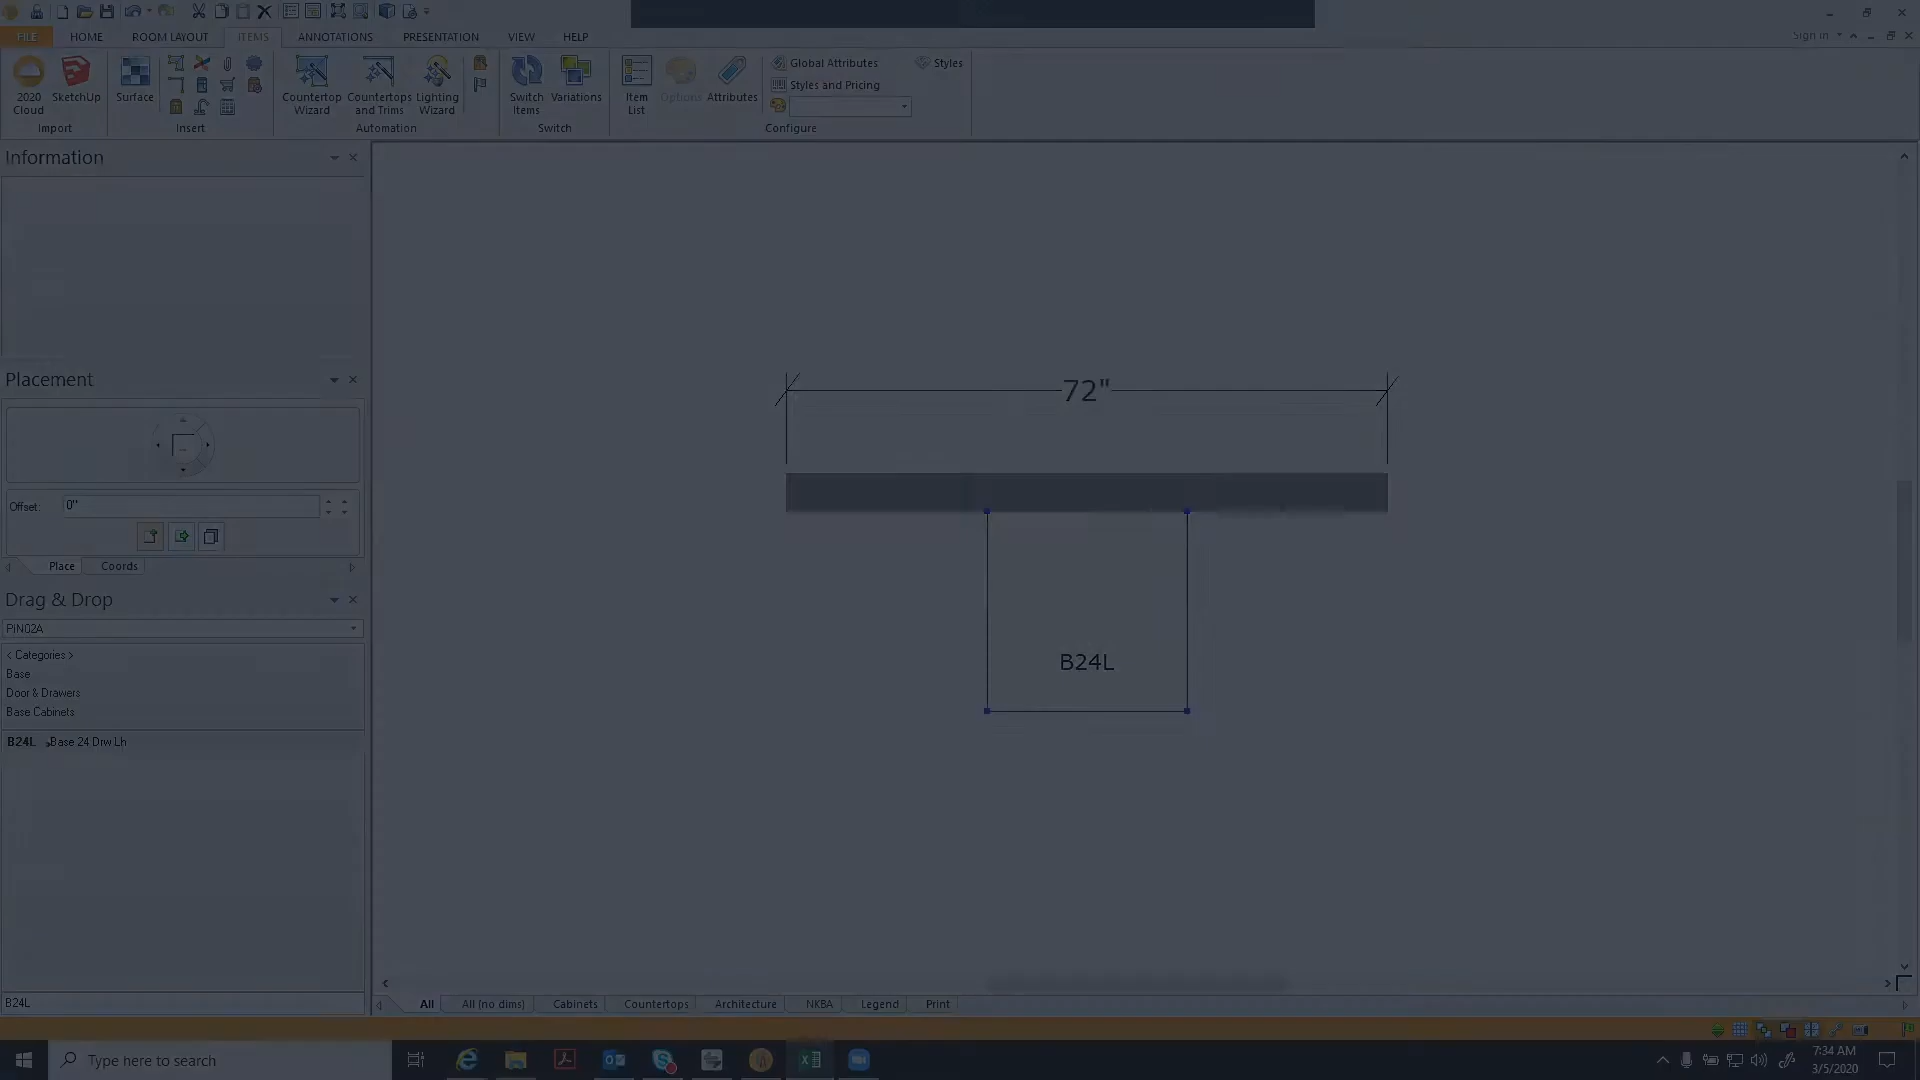 Sign in
FILE HOME ROOM LAYOUT ITEMS ANNOTATIONS PRESENTATION VIEW HELP
2020 Cloud
SketchUp
Import
Surface
Insert
Countertop Wizard
Countertops and Trims
Lighting Wizard
Automation
Switch Items
Variations
Switch
Item List
Options
Attributes
Global Attributes
Styles and Pricing
Styles
Configure
Information
Placement
Offset: 0"
Place Coords
Drag & Drop
PIN02A
< Categories >
Base
Door & Drawers
Base Cabinets
B24L Base 24 Drw Lh
B24L
72"
B24L
All All (no dims) Cabinets Countertops Architecture NKBA Legend Print
Type here to search
7:34 AM
3/5/2020